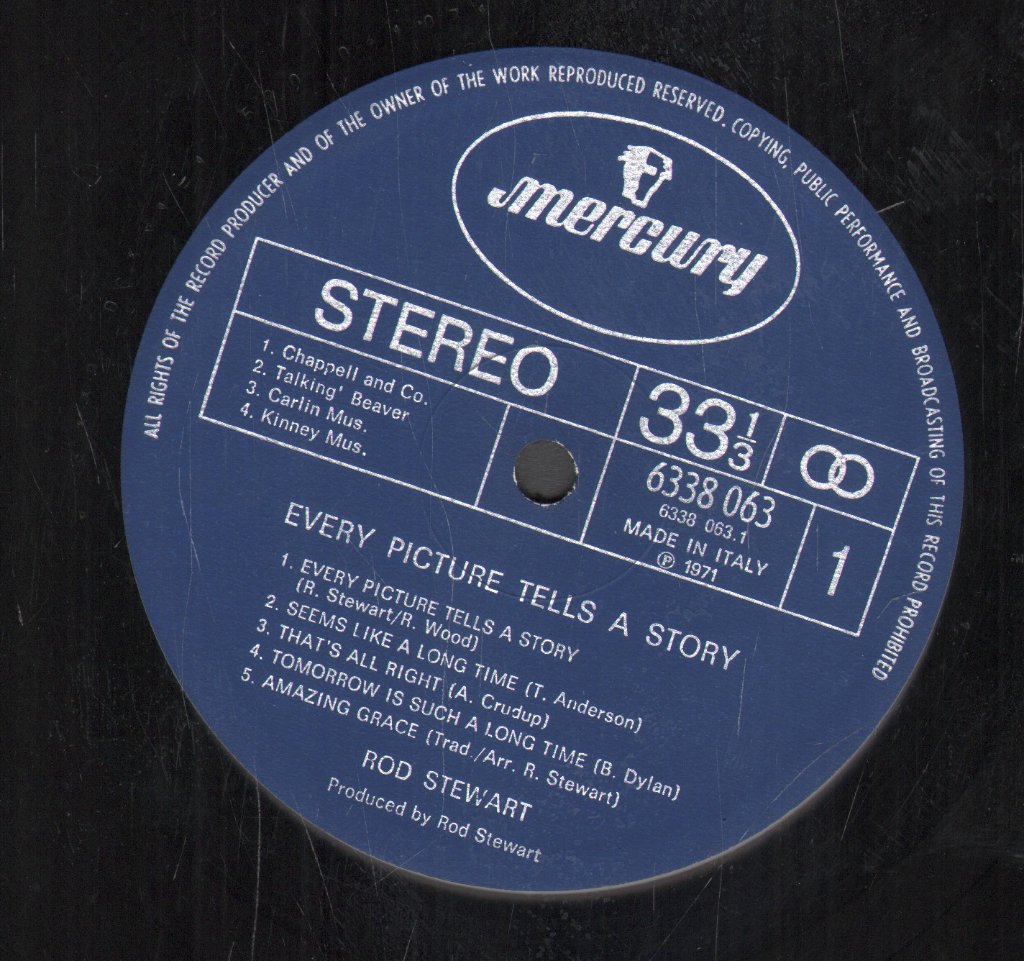 ALL RIGHTS OF THE RECORD PRODUCER AND OF THE OWNER OF THE WORK REPRODUCED RESERVED. COPYING, PUBLIC PERFORMANCE AND BROADCASTING OF THIS RECORD PROHIBITED
mercury
STEREO
33 1/3
1. Chappell and Co.
2. Talking' Beaver
3. Carlin Mus.
4. Kinney Mus.
6338 063
6338 063.1
MADE IN ITALY
℗ 1971
1
EVERY PICTURE TELLS A STORY
1. EVERY PICTURE TELLS A STORY
(R. Stewart/R. Wood)
2. SEEMS LIKE A LONG TIME (T. Anderson)
3. THAT'S ALL RIGHT (A. Crudup)
4. TOMORROW IS SUCH A LONG TIME (B. Dylan)
5. AMAZING GRACE (Trad./Arr. R. Stewart)
ROD STEWART
Produced by Rod Stewart